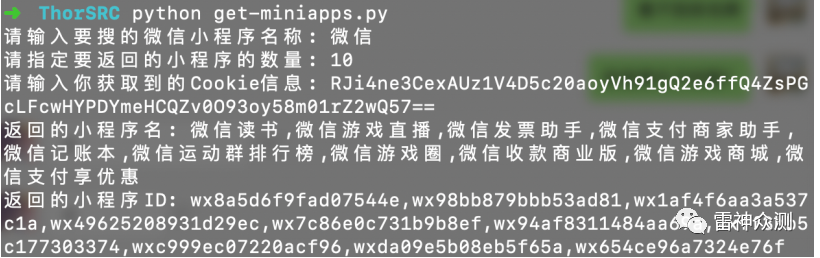 ➜ ThorSRC python get-miniapps.py
请输入要搜的微信小程序名称: 微信
请指定要返回的小程序的数量: 10
请输入你获取到的Cookie信息: RJi4ne3CexAUz1V4D5c20aoyVh91gQ2e6ffQ4ZsPG
cLFcwHYPDYmeHCQZv0O93oy58m01rZ2wQ57==
返回的小程序名: 微信读书,微信游戏直播,微信发票助手,微信支付商家助手,
微信记账本,微信运动群排行榜,微信游戏圈,微信收款商业版,微信游戏商城,微
信支付享优惠
返回的小程序ID: wx8a5d6f9fad07544e,wx98bb879bbb53ad81,wx1af4f6aa3a537
c1a,wx49625208931d29ec,wx7c86e0c731b9b8ef,wx94af8311484aa
c177303374,wxc999ec07220acf96,wxda09e5b08eb5f65a,wx654ce96a7324e76f
雷神众测